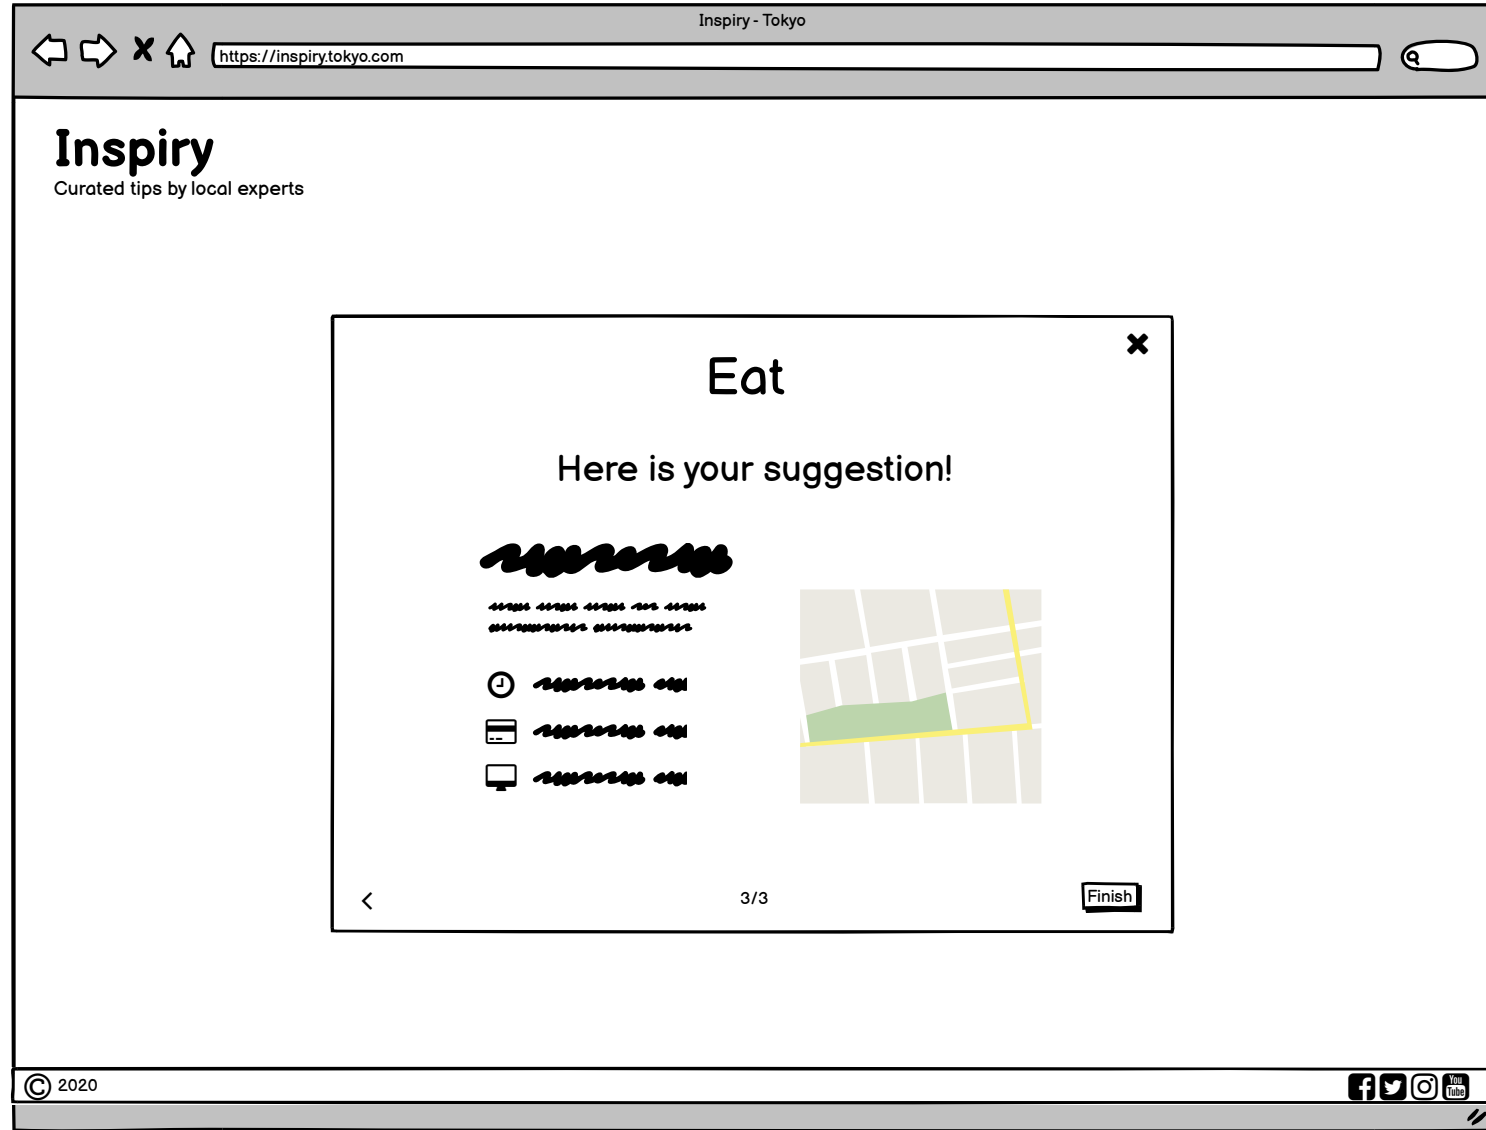 Inspiry - Tokyo
https://inspiry.tokyo.com
Inspiry
Curated tips by local experts
Eat
Here is your suggestion!
3/3
Finish
© 2020
You
Tube